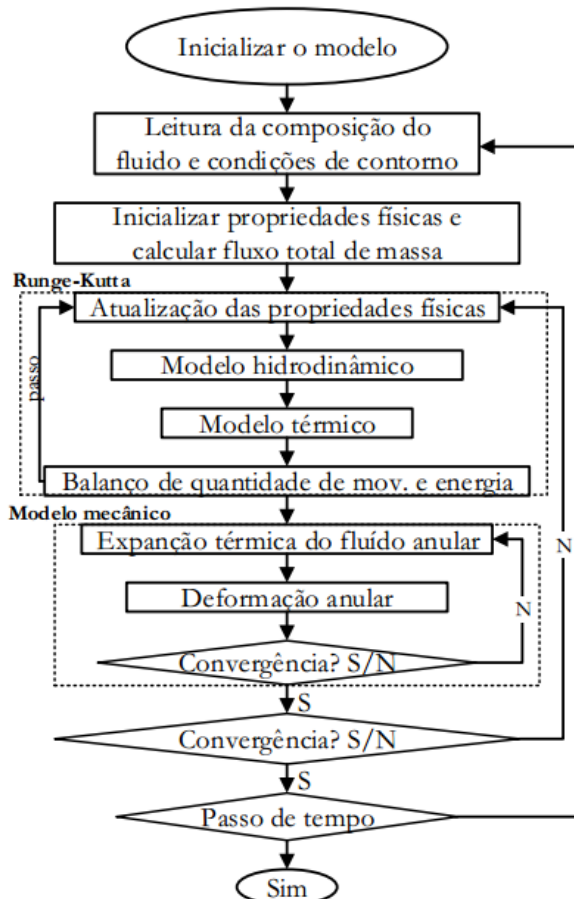 Inicializar o modelo
Leitura da composição do
fluido e condições de contorno
Inicializar propriedades físicas e
calcular fluxo total de massa
Runge-Kutta
Atualização das propriedades físicas
passo
Modelo hidrodinâmico
Modelo térmico
Balanço de quantidade de mov. e energia
Modelo mecânico
Expanção térmica do fluído anular
N
Deformação anular
N
Convergência? S/N
S
Convergência? S/N
S
Passo de tempo
Sim